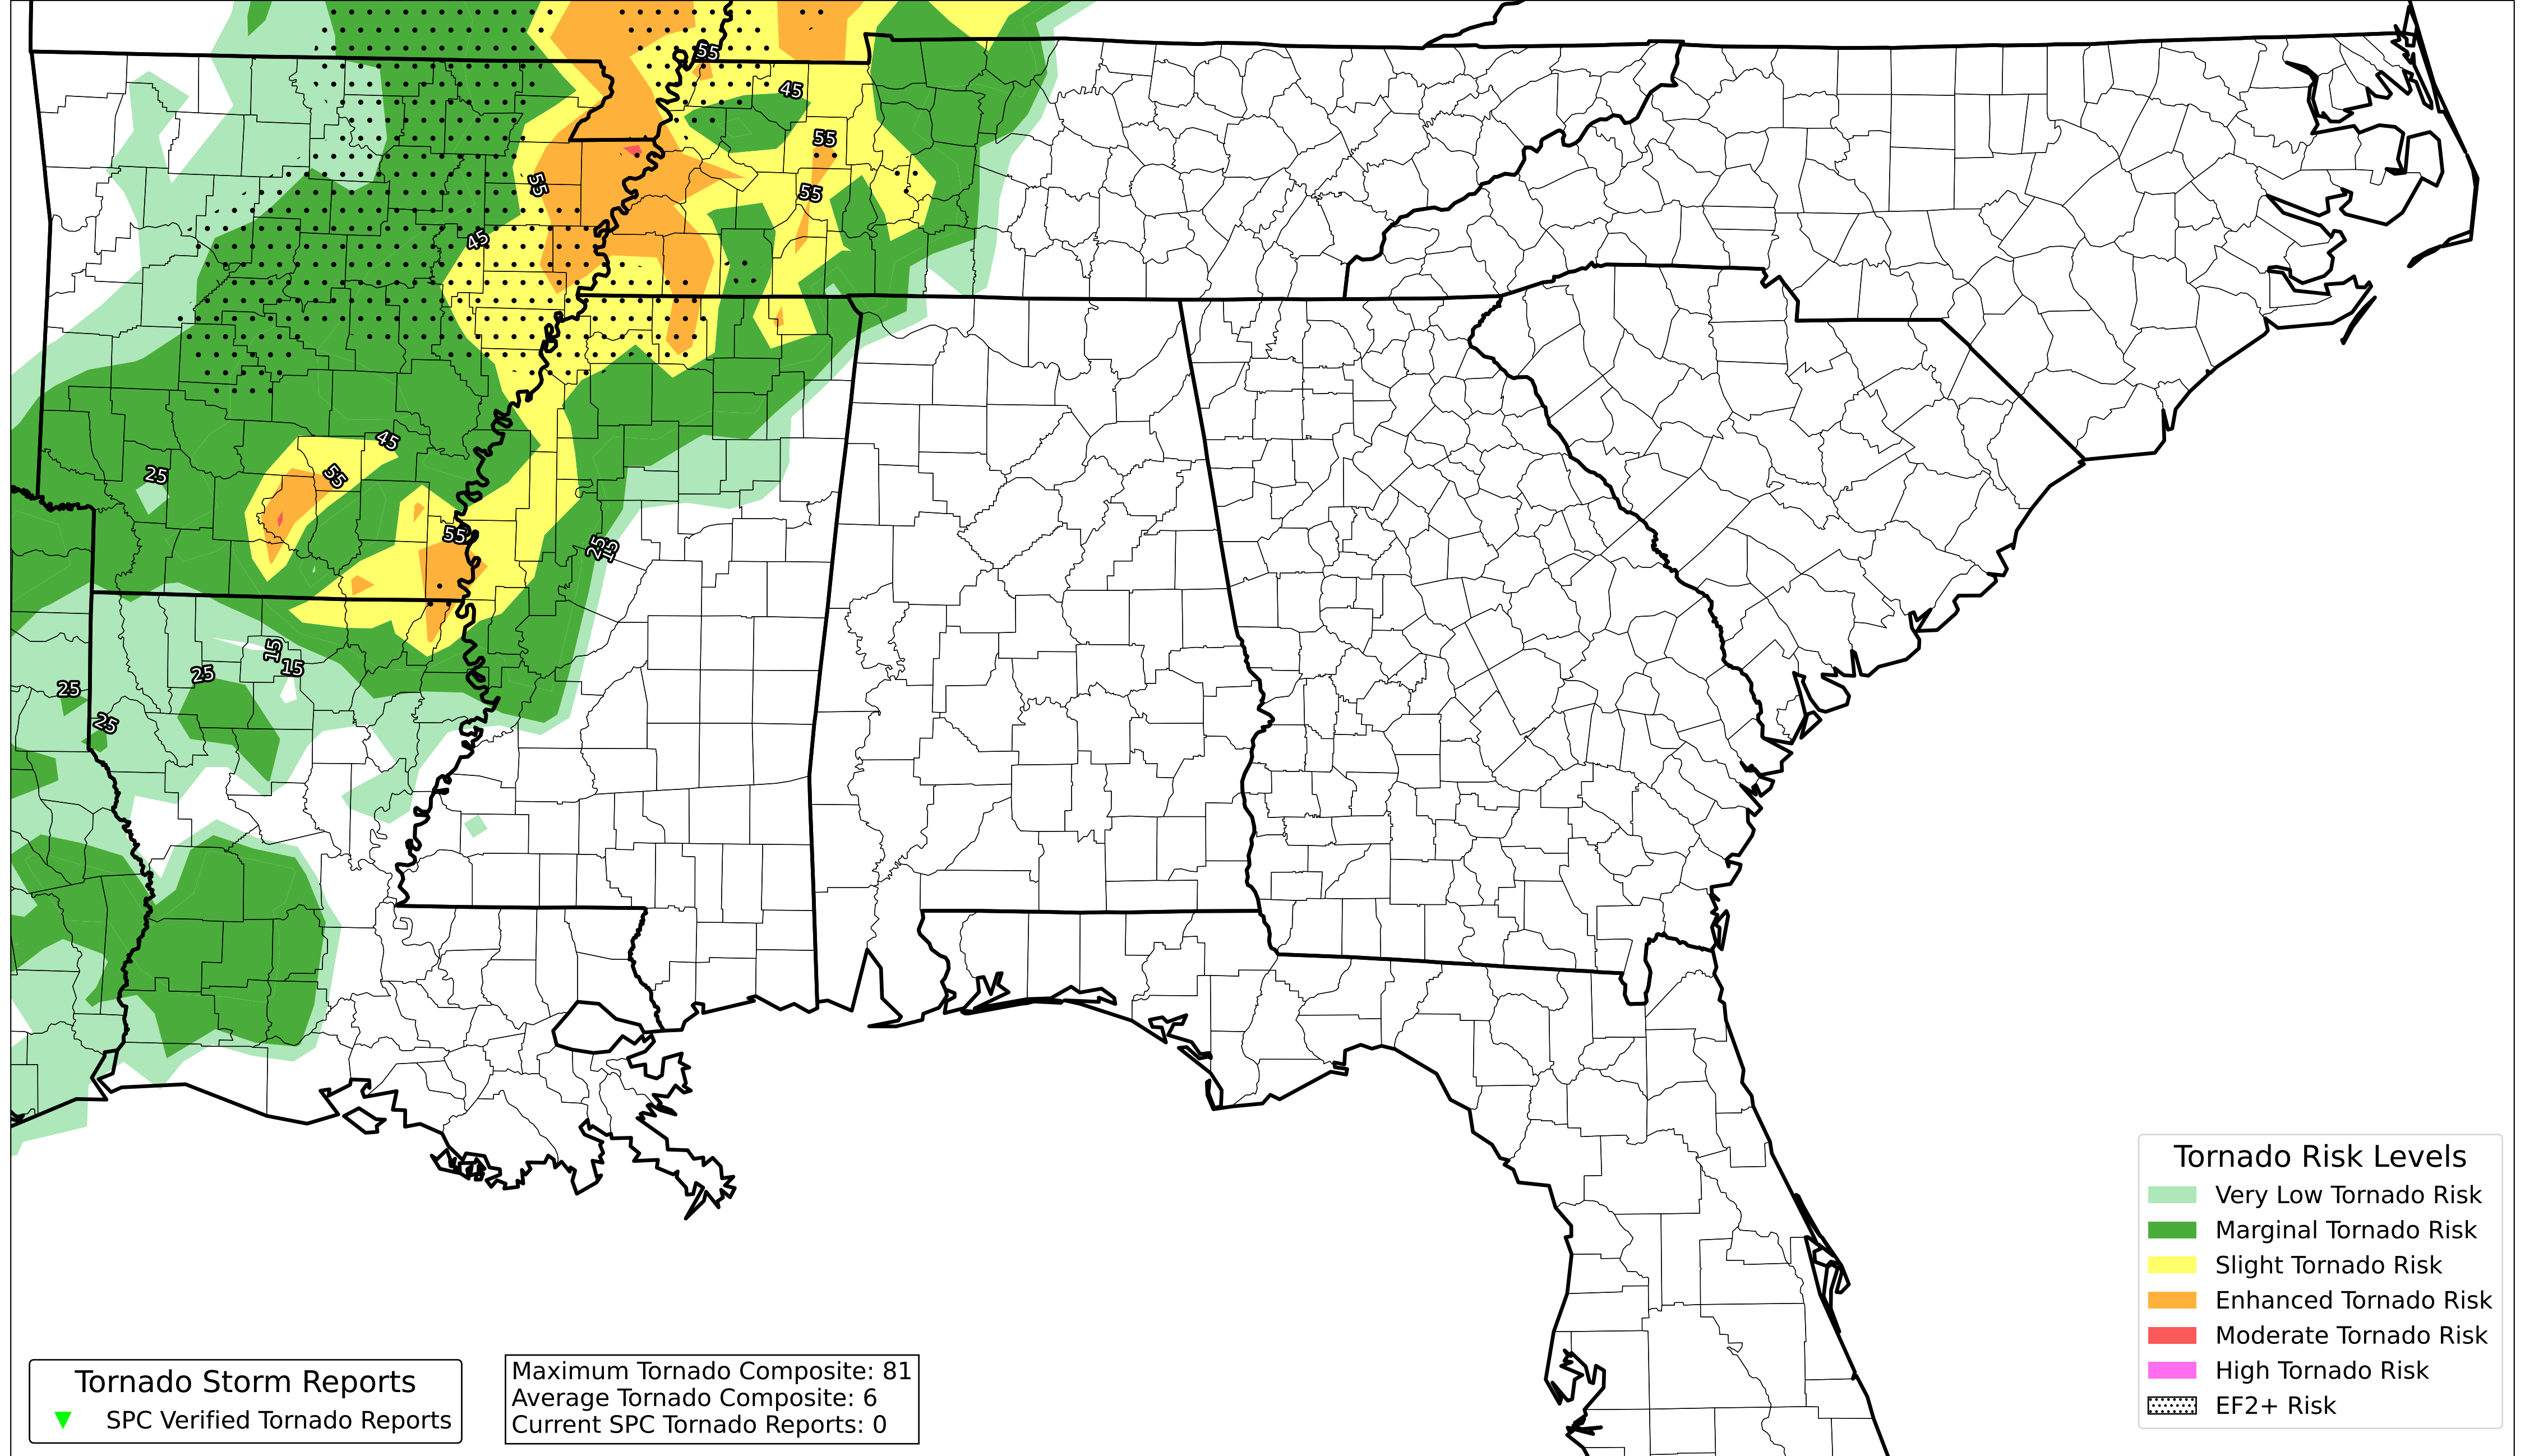 55
45
55
55
55
45
45
25
55
55
25
15
15
15
25
25
25
Tornado Risk Levels
Very Low Tornado Risk
Marginal Tornado Risk
Slight Tornado Risk
Enhanced Tornado Risk
Moderate Tornado Risk
High Tornado Risk
EF2+ Risk
Tornado Storm Reports
SPC Verified Tornado Reports
Maximum Tornado Composite: 81
Average Tornado Composite: 6
Current SPC Tornado Reports: 0